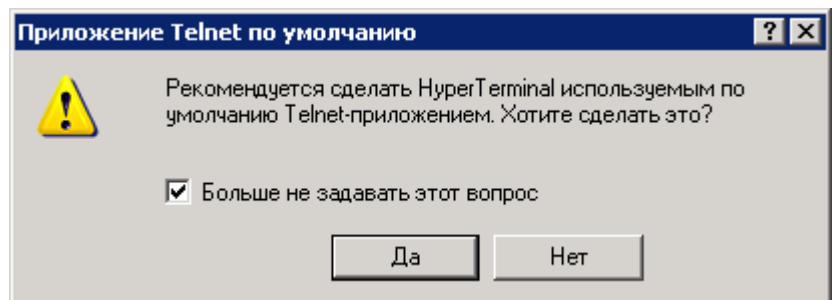 Приложение Telnet по умолчанию
Рекомендуется сделать HyperTerminal используемым по
умолчанию Telnet-приложением. Хотите сделать это?
Больше не задавать этот вопрос
Да Нет